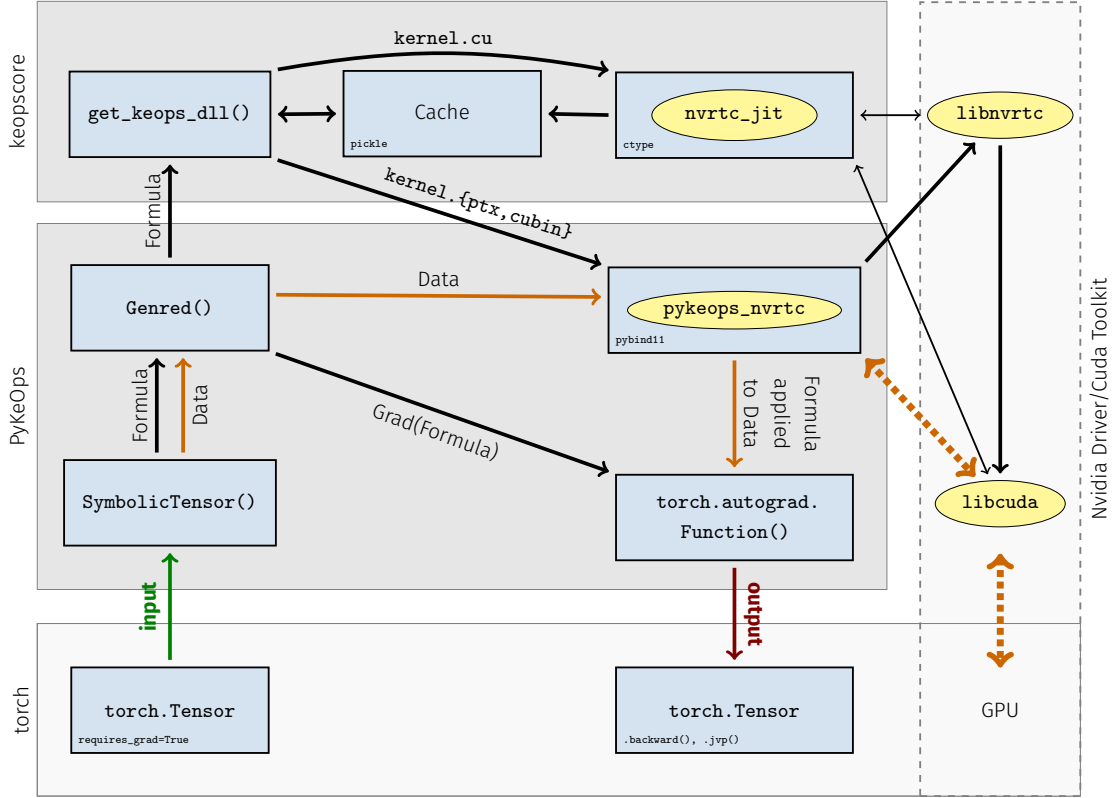 keopscore
kernel.cu
get_keops_dll()
Cache
pickle
nvrtc_jit
ctype
libnvrtc
kernel.{ptx,cubin}
Formula
PyKeOps
Genred()
Data
pykeops_nvrtc
pybind11
Formula
Data
Grad(Formula)
Formula
applied
to Data
Nvidia Driver/Cuda Toolkit
SymbolicTensor()
torch.autograd.
Function()
libcuda
input
output
torch
torch.Tensor
requires_grad=True
torch.Tensor
.backward(), .jvp()
GPU